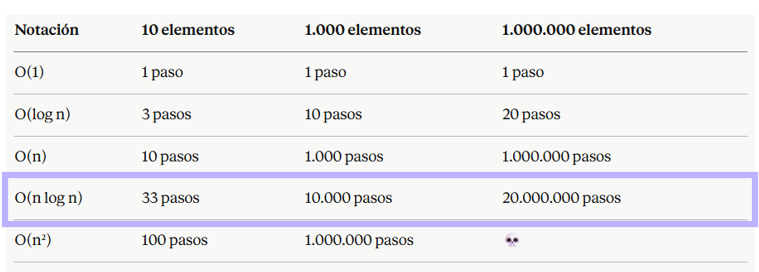 Notación 10 elementos 1.000 elementos 1.000.000 elementos
O(1) 1 paso 1 paso 1 paso
O(log n) 3 pasos 10 pasos 20 pasos
O(n) 10 pasos 1.000 pasos 1.000.000 pasos
O(n log n) 33 pasos 10.000 pasos 20.000.000 pasos
O(n²) 100 pasos 1.000.000 pasos 💀